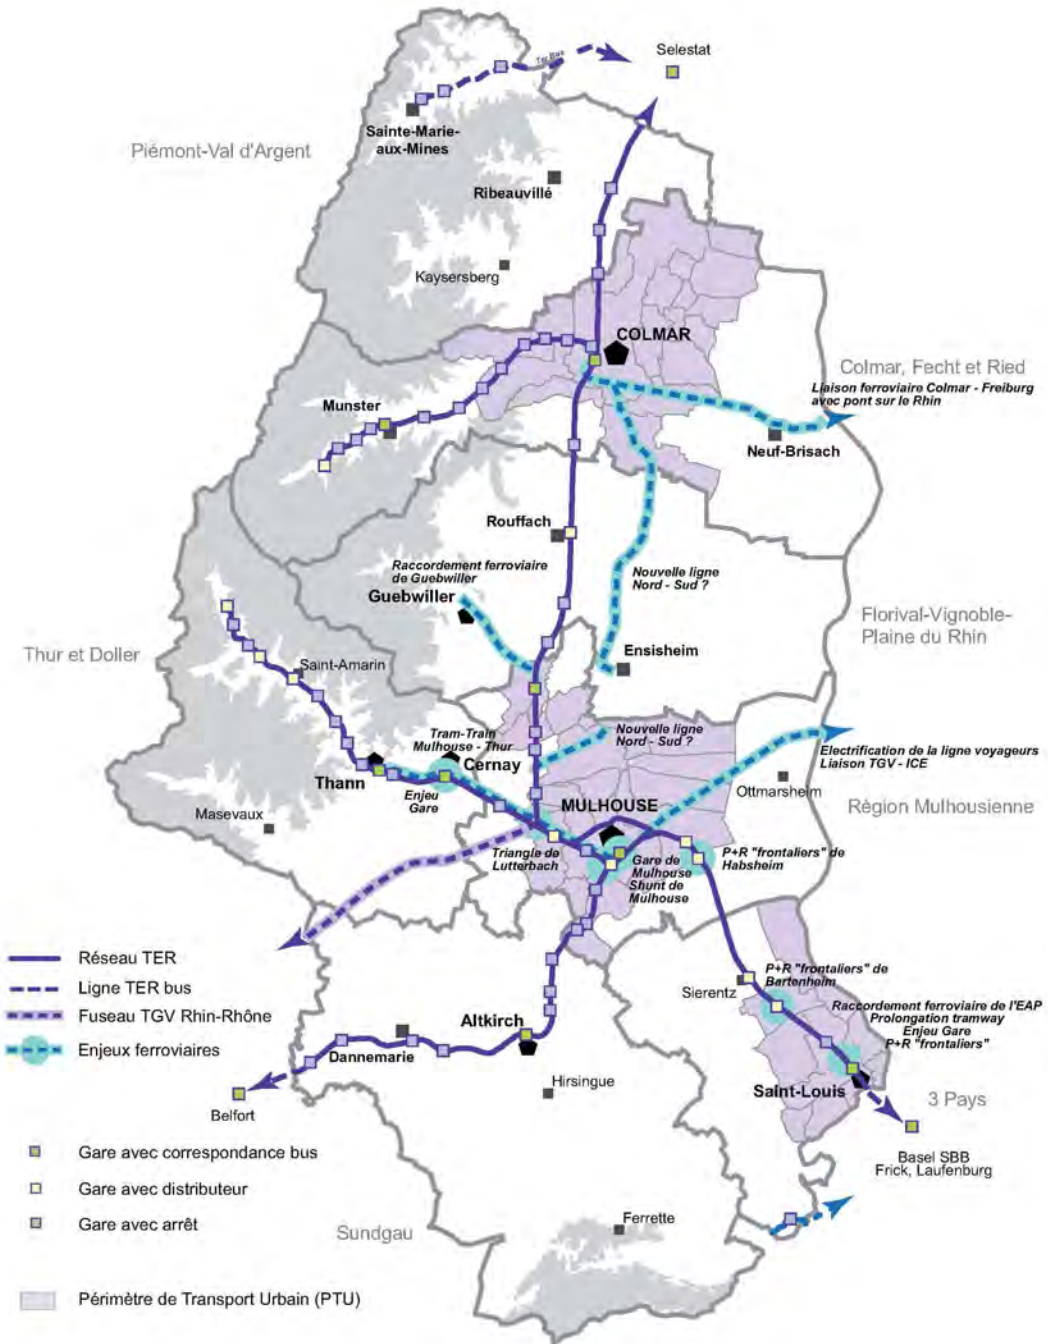 Ter Bus
Selestat
Sainte-Marie-
aux-Mines
Piémont-Val d'Argent
Ribeauvillé
Kaysersberg
COLMAR
Colmar, Fecht et Ried
Liaison ferroviaire Colmar - Freiburg
avec pont sur le Rhin
Munster
Neuf-Brisach
Rouffach
Raccordement ferroviaire
de Guebwiller
Guebwiller
Nouvelle ligne
Nord - Sud ?
Florival-Vignoble-
Plaine du Rhin
Thur et Doller
Ensisheim
Saint-Amarin
Tram-Train
Mulhouse - Thur
Cernay
Nouvelle ligne
Nord - Sud ?
Electrification de la ligne voyageurs
Liaison TGV - ICE
Thann
Enjeu
Gare
MULHOUSE
Ottmarsheim
Région Mulhousienne
Masevaux
Triangle de
Lutterbach
Gare de
Mulhouse
Shunt de
Mulhouse
P+R "frontaliers" de
Habsheim
Réseau TER
Ligne TER bus
Fuseau TGV Rhin-Rhône
Enjeux ferroviaires
Sierentz
P+R "frontaliers" de
Bartenheim
Raccordement ferroviaire de l'EAP
Prolongation tramway
Enjeu Gare
P+R "frontaliers"
Altkirch
Dannemarie
Hirsingue
Saint-Louis
3 Pays
Belfort
Basel SBB
Frick, Laufenburg
Gare avec correspondance bus
Gare avec distributeur
Gare avec arrêt
Sundgau
Ferrette
Périmètre de Transport Urbain (PTU)